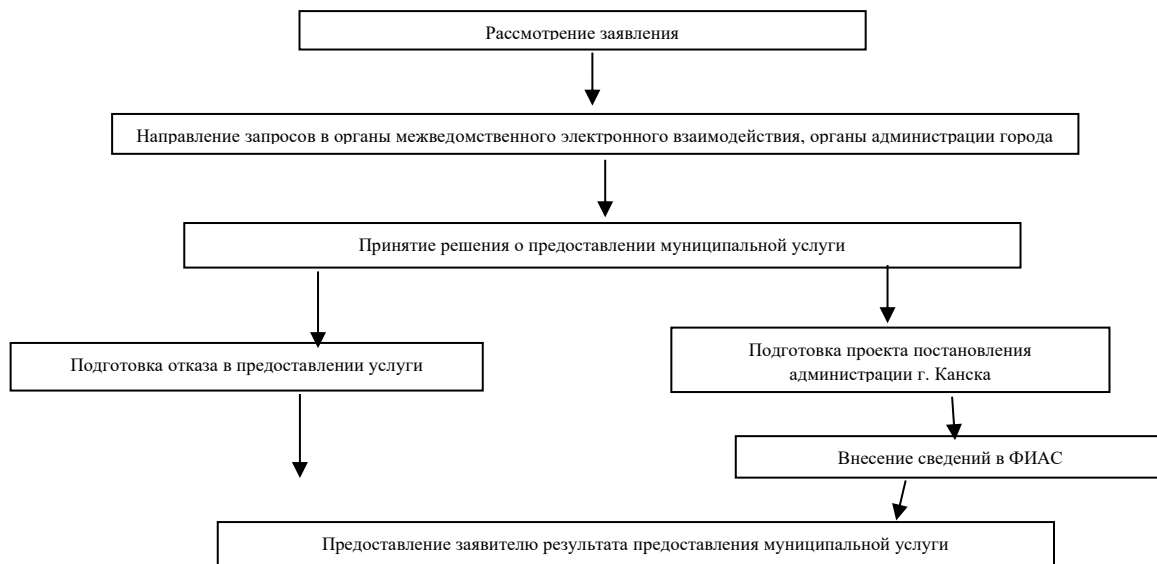 Рассмотрение заявления
Направление запросов в органы межведомственного электронного взаимодействия, органы администрации города
Принятие решения о предоставлении муниципальной услуги
Подготовка отказа в предоставлении услуги
Подготовка проекта постановления
администрации г. Канска
Внесение сведений в ФИАС
Предоставление заявителю результата предоставления муниципальной услуги